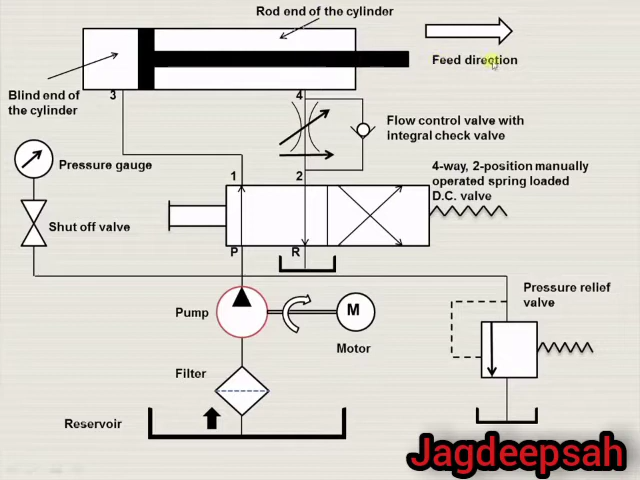 Rod end of the cylinder
Feed direction
Blind end of
the cylinder
3
4
Flow control valve with
integral check valve
Pressure gauge
1
2
4-way, 2-position manually
operated spring loaded
D.C. valve
Shut off valve
P
R
Pressure relief
valve
Pump
M
Motor
Filter
Reservoir
Jagdeepsah